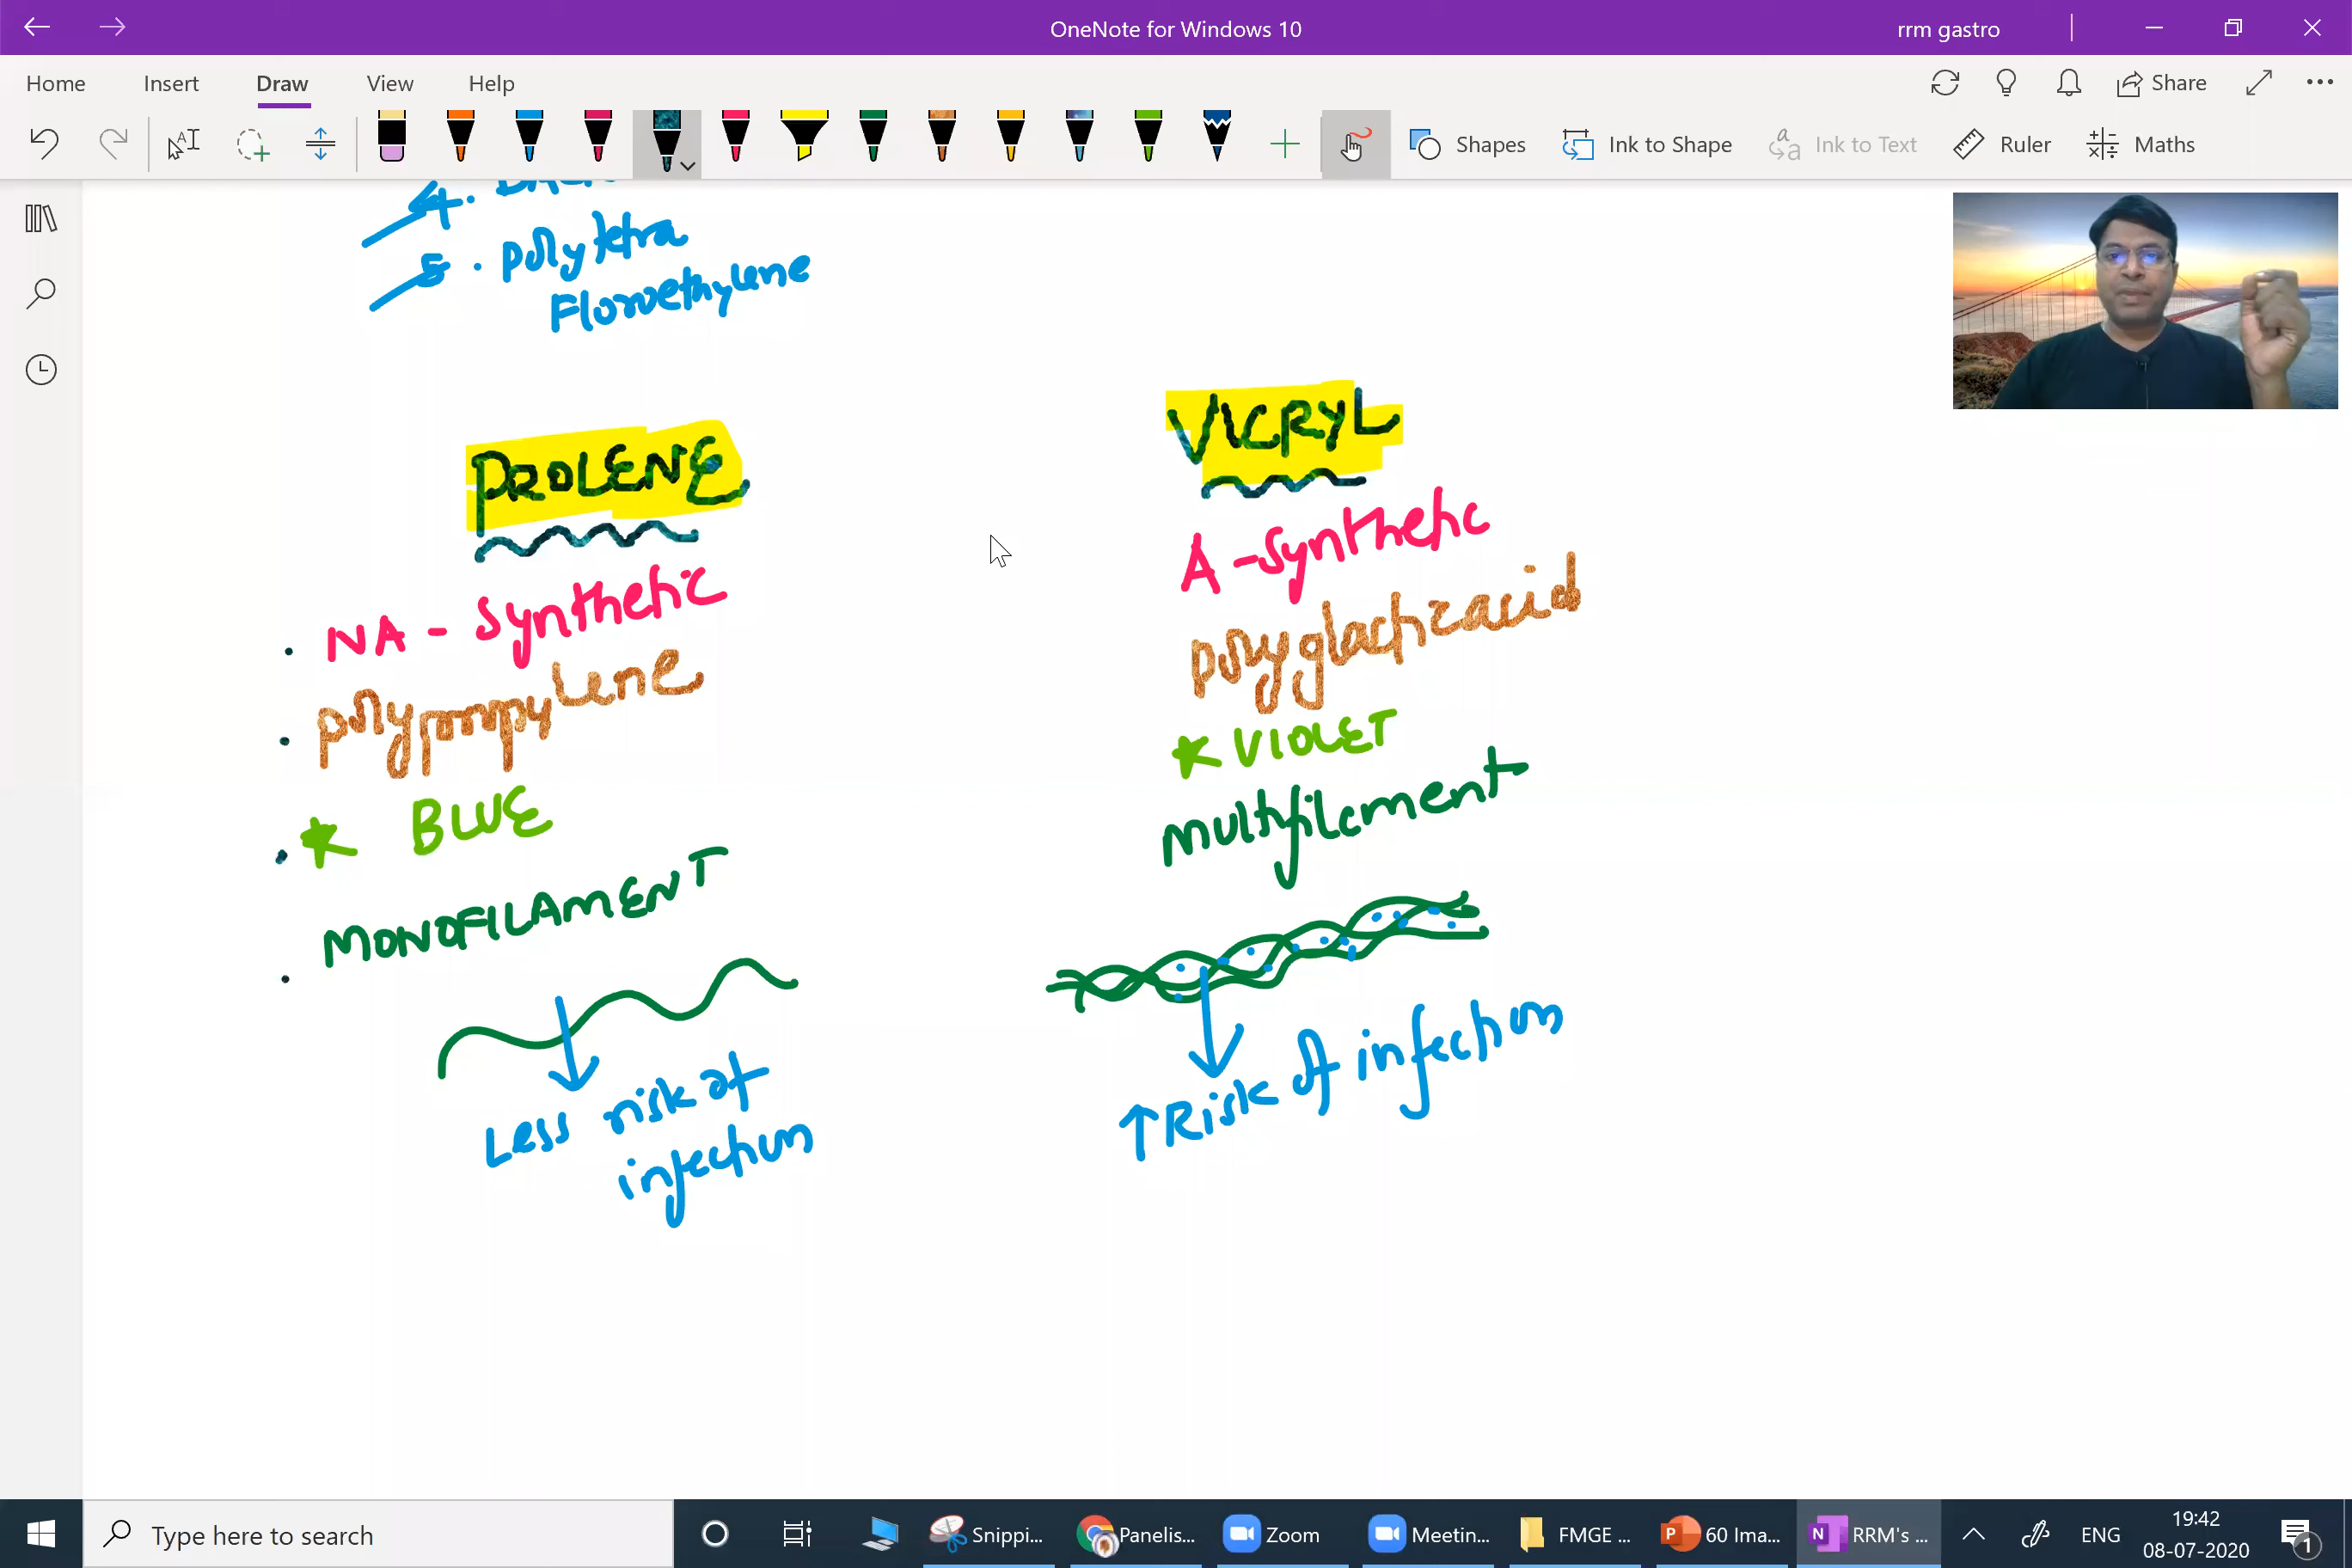 OneNote for Windows 10
rrm gastro
Home Insert Draw View Help
Share
Shapes Ink to Shape Ink to Text Ruler Maths
4.
5. polytetra
Floroethylene
PROLENE
NA - Synthetic
polypropylene
* BLUE
MONOFILAMENT
Less risk of
infection
VICRYL
A - Synthetic
* VIOLET
multifilament
↑ Risk of infection
Type here to search
Snippi...
Panelis...
Zoom
Meetin...
FMGE ...
60 Ima...
RRM's ...
ENG
19:42
08-07-2020
1